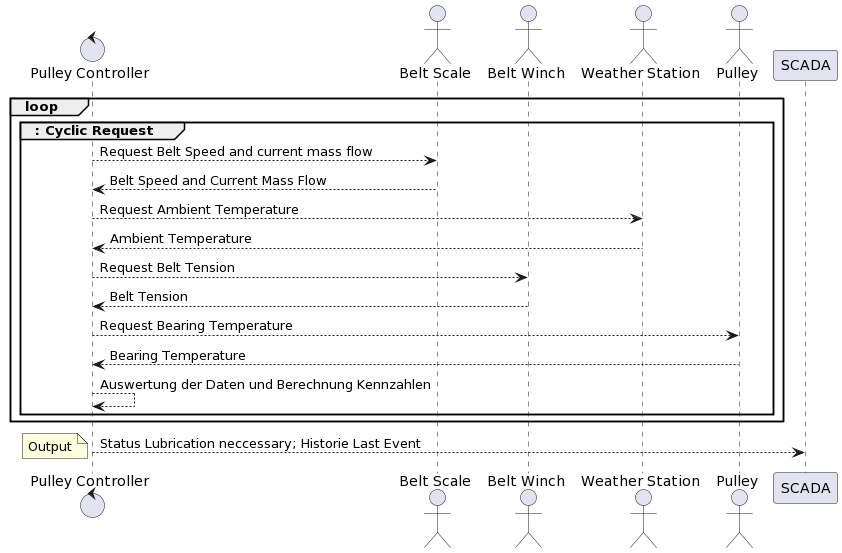 Pulley Controller
Belt Scale
Belt Winch
Weather Station
Pulley
SCADA
loop
: Cyclic Request
Request Belt Speed and current mass flow
Belt Speed and Current Mass Flow
Request Ambient Temperature
Ambient Temperature
Request Belt Tension
Belt Tension
Request Bearing Temperature
Bearing Temperature
Auswertung der Daten und Berechnung Kennzahlen
Output
Status Lubrication neccessary; Historie Last Event
Pulley Controller
Belt Scale
Belt Winch
Weather Station
Pulley
SCADA